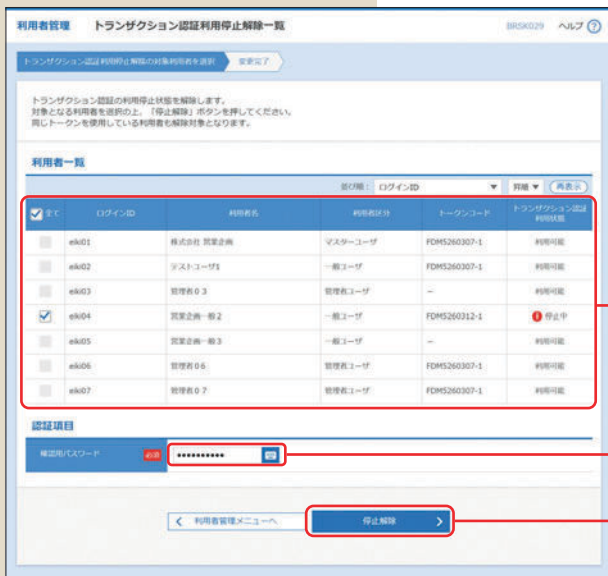 利用者管理 トランザクション認証利用停止解除一覧 BRSK029 ヘルプ ?
トランザクション認証利用停止解除の対象利用者を選択 変更完了
トランザクション認証の利用停止状態を解除します。
対象となる利用者を選択の上、「停止解除」ボタンを押してください。
同じトークンを使用している利用者も解除対象となります。
利用者一覧
並び順： ログインID 昇順 再表示
全て ログインID 利用者名 利用者区分 トークンコード トランザクション認証利用状態
eiki01 株式会社 営業企画 マスターユーザ FDM5260307-1 利用可能
eiki02 テストユーザ1 一般ユーザ FDM5260307-1 利用可能
eiki03 管理者０３ 管理者ユーザ － 利用可能
eiki04 営業企画一般２ 一般ユーザ FDM5260312-1 停止中
eiki05 営業企画一般３ 一般ユーザ － 利用可能
eiki06 管理者０６ 管理者ユーザ FDM5260307-1 利用可能
eiki07 管理者０７ 管理者ユーザ FDM5260307-1 利用可能
認証項目
確認用パスワード 必須 ••••••••••
利用者管理メニューへ 停止解除